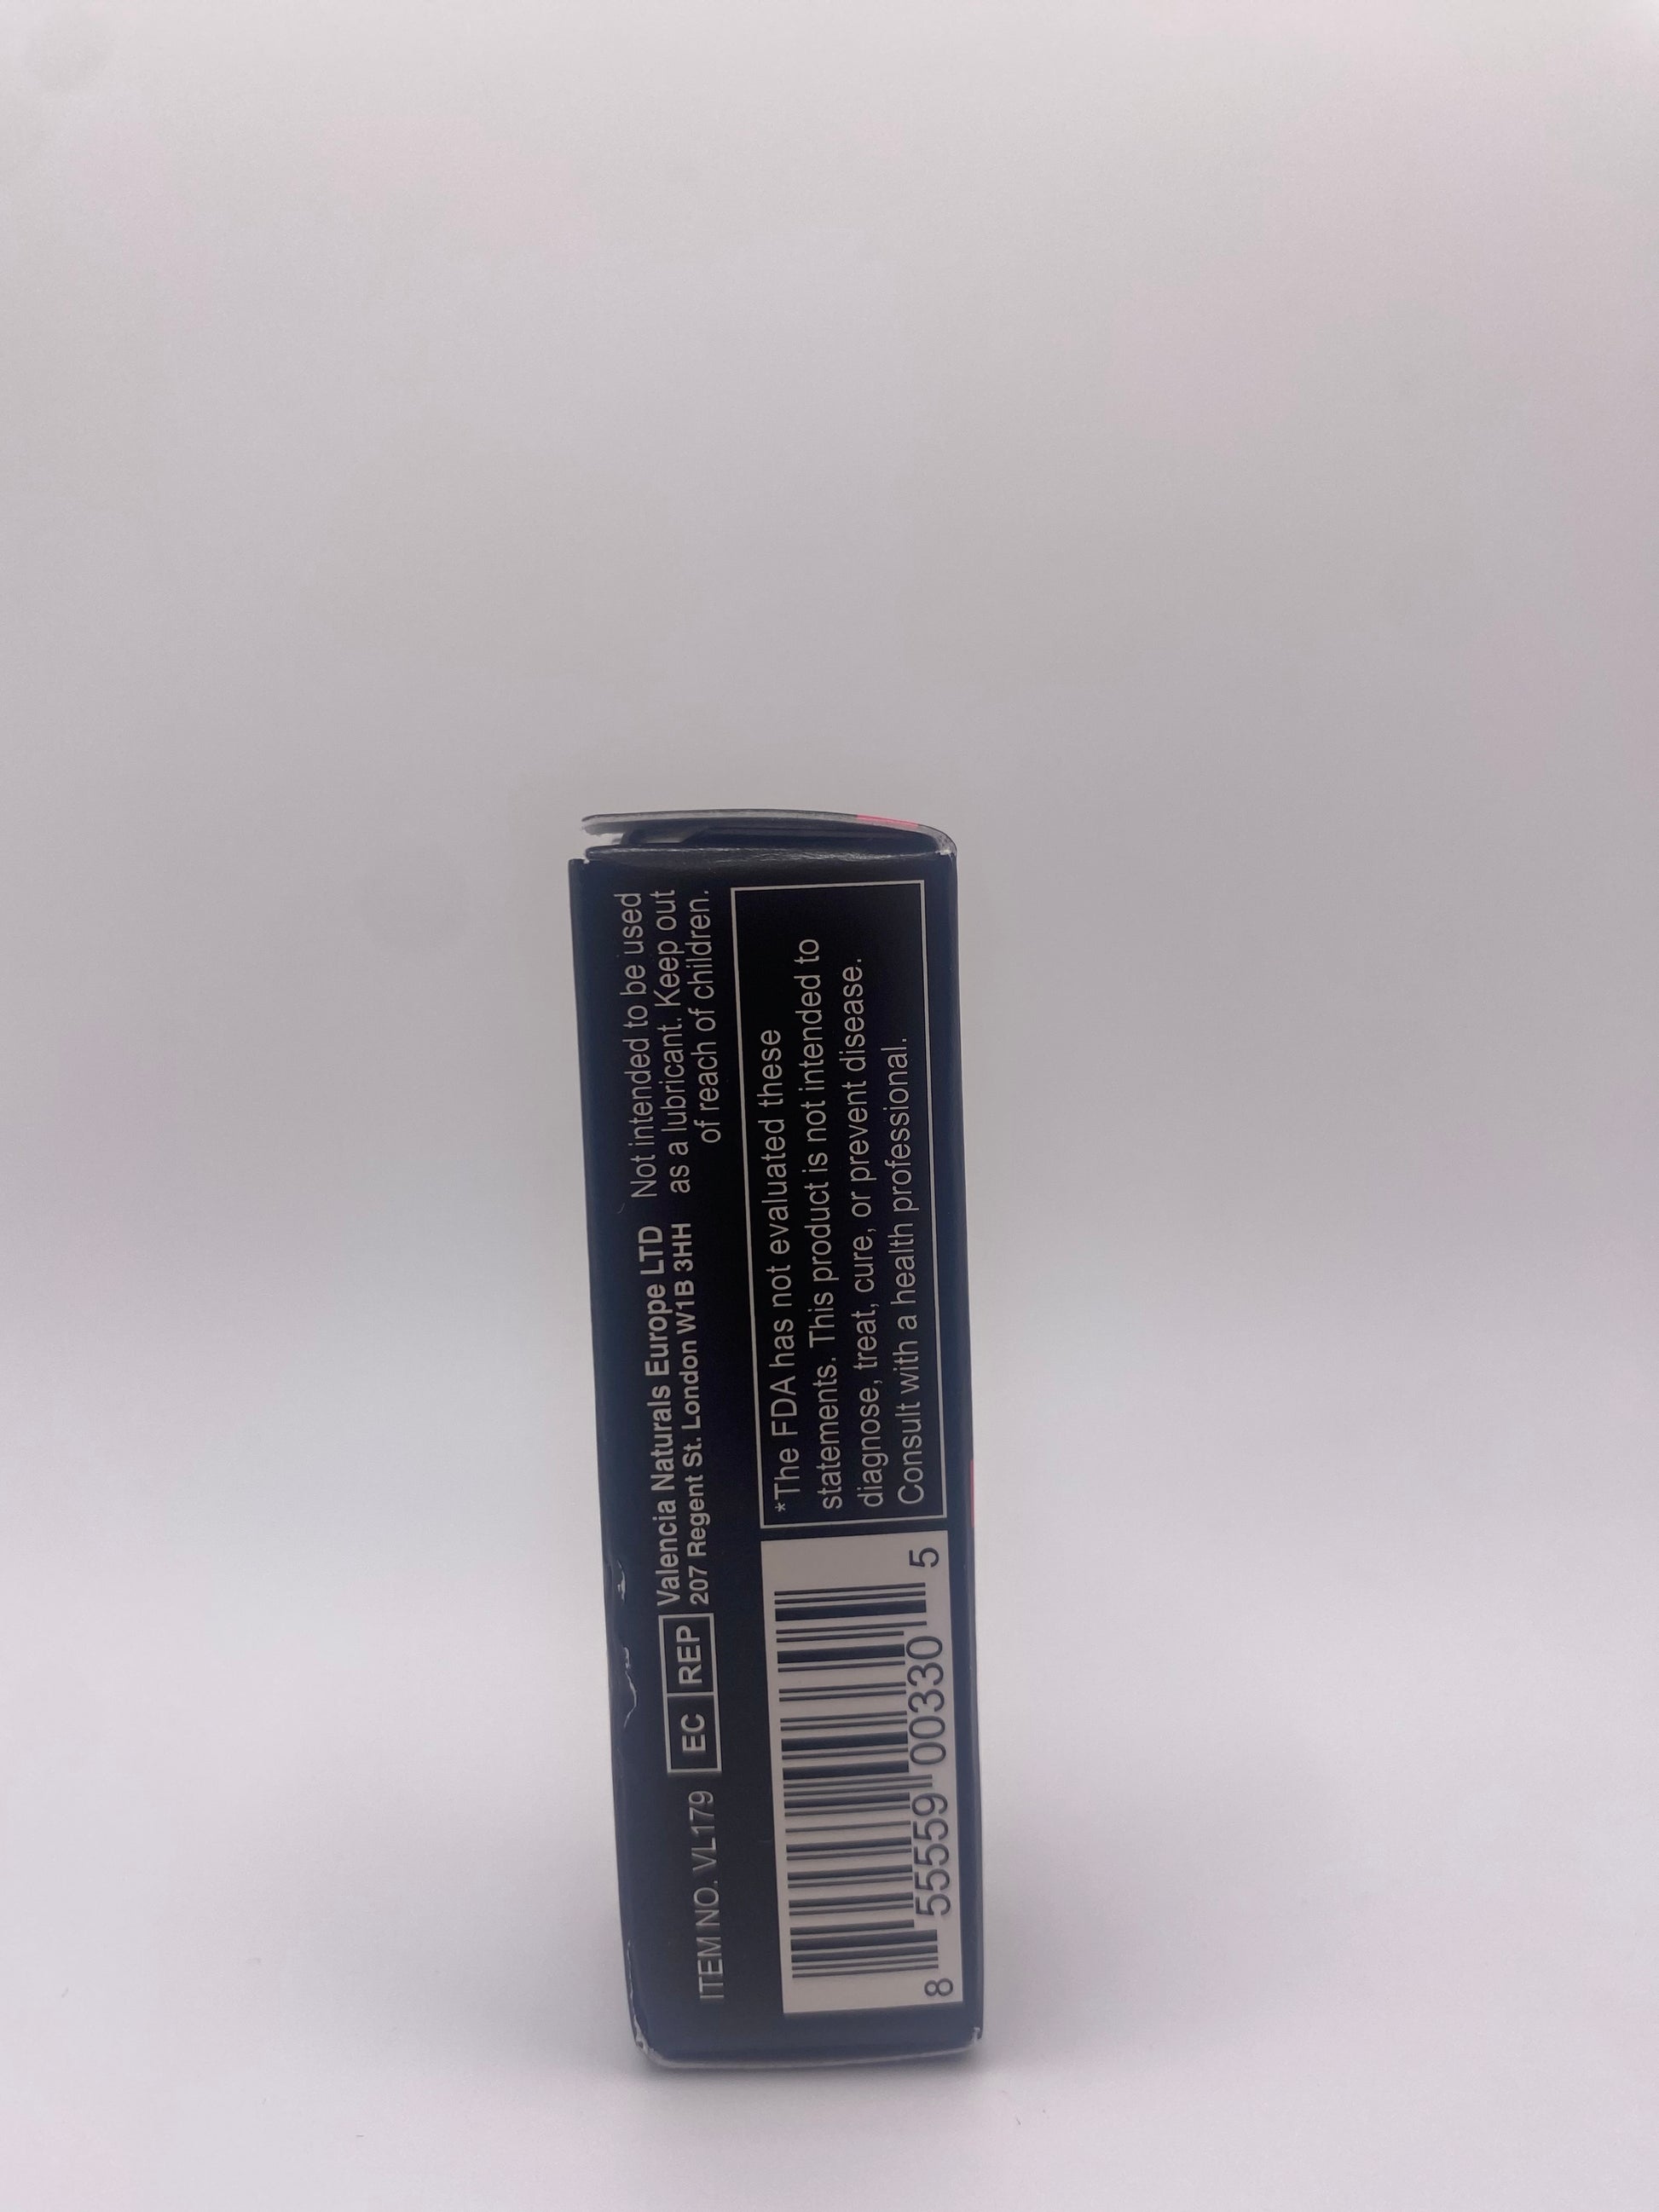 ITEM NO. VL179
EC REP
Valencia Naturals Europe LTD
207 Regent St. London W1B 3HH
Not intended to be used
as a lubricant. Keep out
of reach of children.
8 55559 00330 5
*The FDA has not evaluated these
statements. This product is not intended to
diagnose, treat, cure, or prevent disease.
Consult with a health professional.